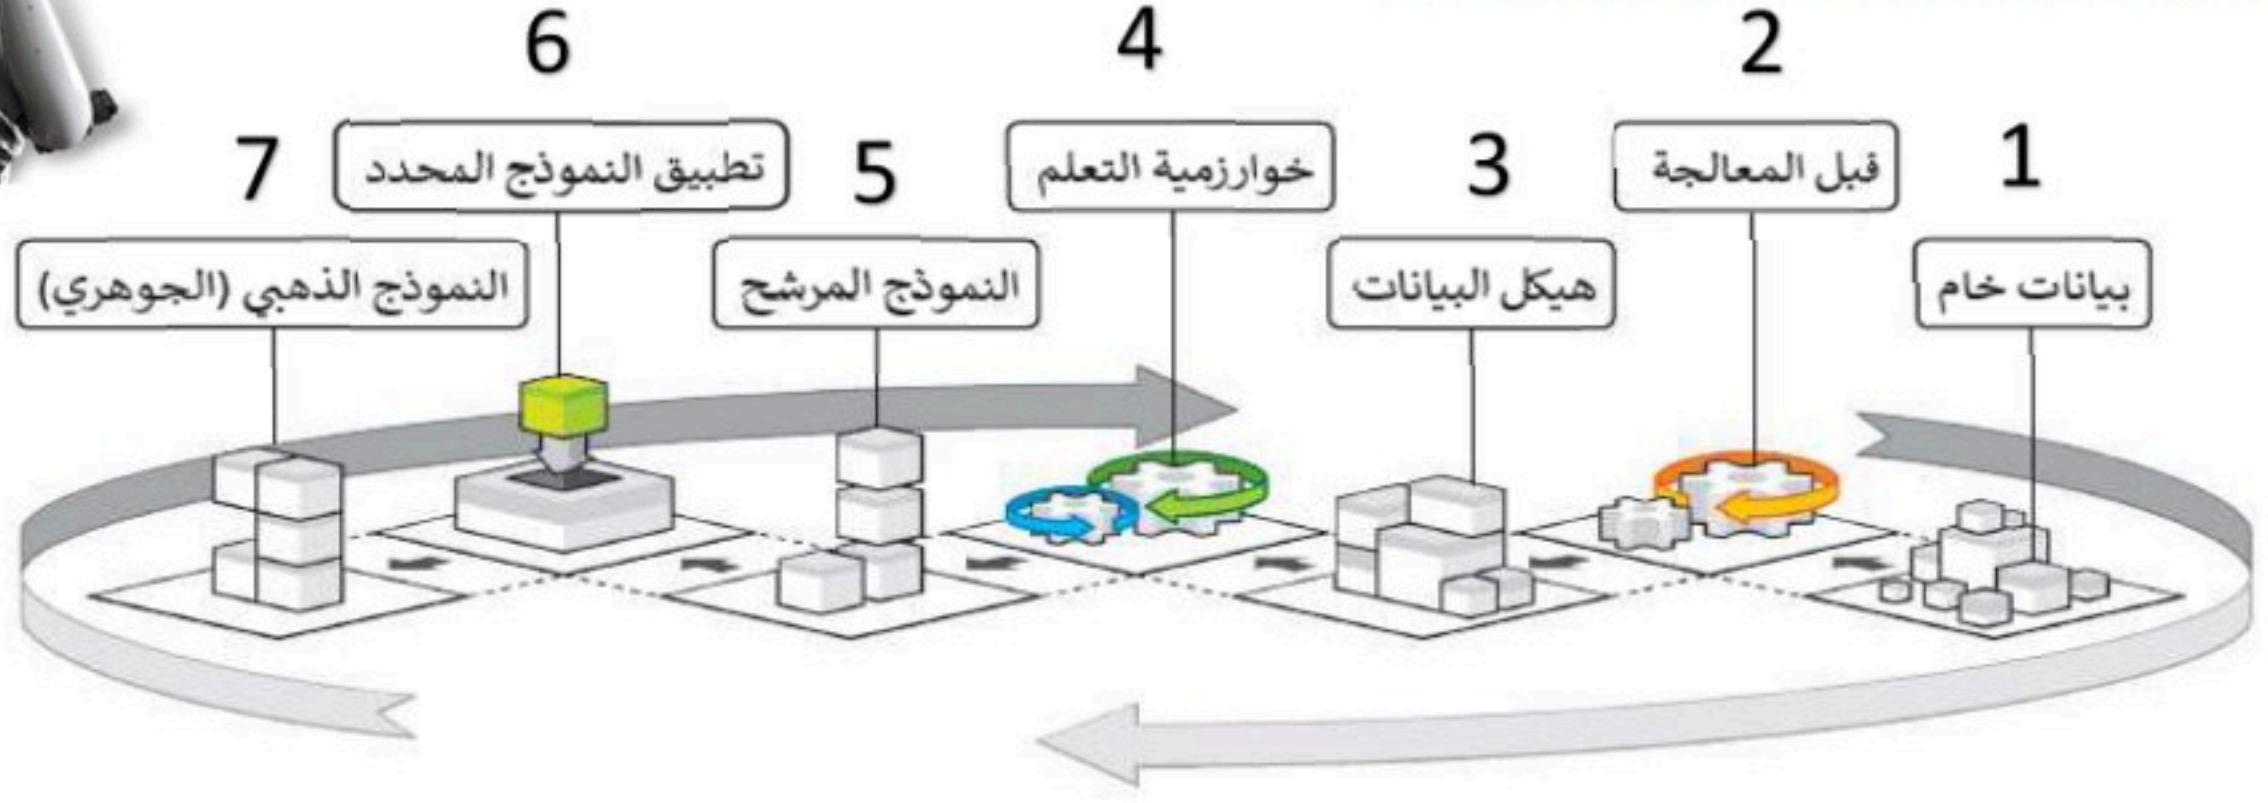 1
بيانات خام
2
قبل المعالجة
3
هيكل البيانات
4
خوارزمية التعلم
5
النموذج المرشح
6
تطبيق النموذج المحدد
7
النموذج الذهبي (الجوهري)